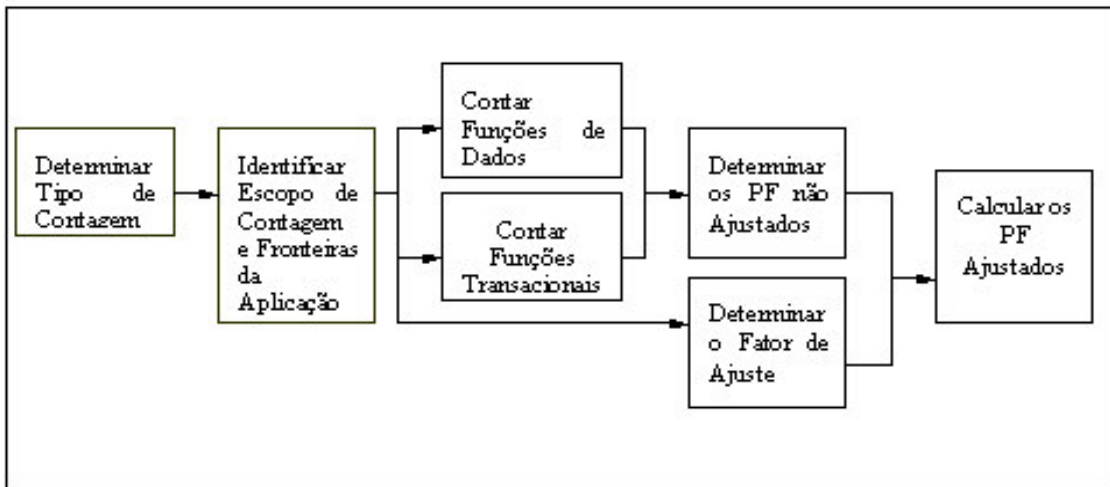 Determinar
Tipo de
Contagem
Identificar
Escopo de
Contagem
e Fronteiras
da
Aplicação
Contar
Funções de
Dados
Contar
Funções
Transacionais
Determinar
os PF não
Ajustados
Determinar
o Fator de
Ajuste
Calcular os
PF
Ajustados